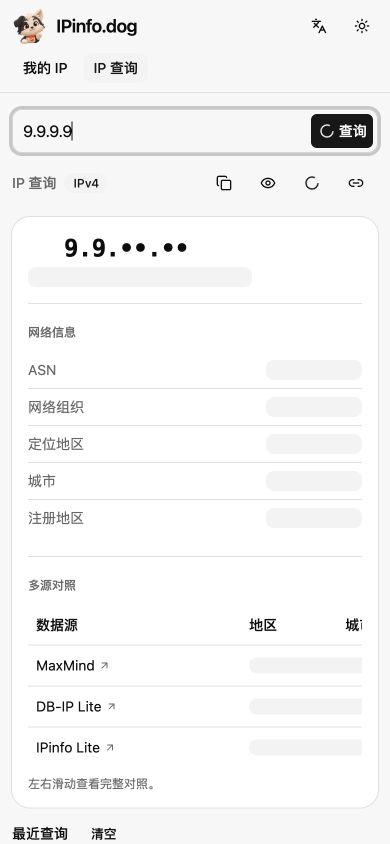 IPinfo.dog
我的 IP IP 查询
9.9.9.9 查询
IP 查询 IPv4
9.9.••.••
网络信息
ASN
网络组织
定位地区
城市
注册地区
多源对照
数据源 地区
MaxMind ↗
DB-IP Lite ↗
IPinfo Lite ↗
左右滑动查看完整对照。
最近查询 清空